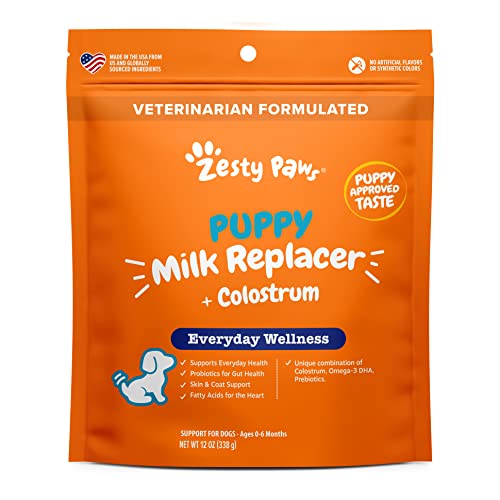 MADE IN THE USA FROM
US AND GLOBALLY
SOURCED INGREDIENTS
NO ARTIFICIAL FLAVORS
OR SYNTHETIC COLORS
VETERINARIAN FORMULATED
Zesty Paws®
PUPPY
APPROVED
TASTE
PUPPY
Milk Replacer
+ Colostrum
Everyday Wellness
✓ Supports Everyday Health
✓ Probiotics for Gut Health
✓ Skin & Coat Support
✓ Fatty Acids for the Heart
✓ Unique combination of
Colostrum, Omega-3 DHA,
Prebiotics.
SUPPORT FOR DOGS - Ages 0-6 Months
NET WT 12 OZ (338 g)